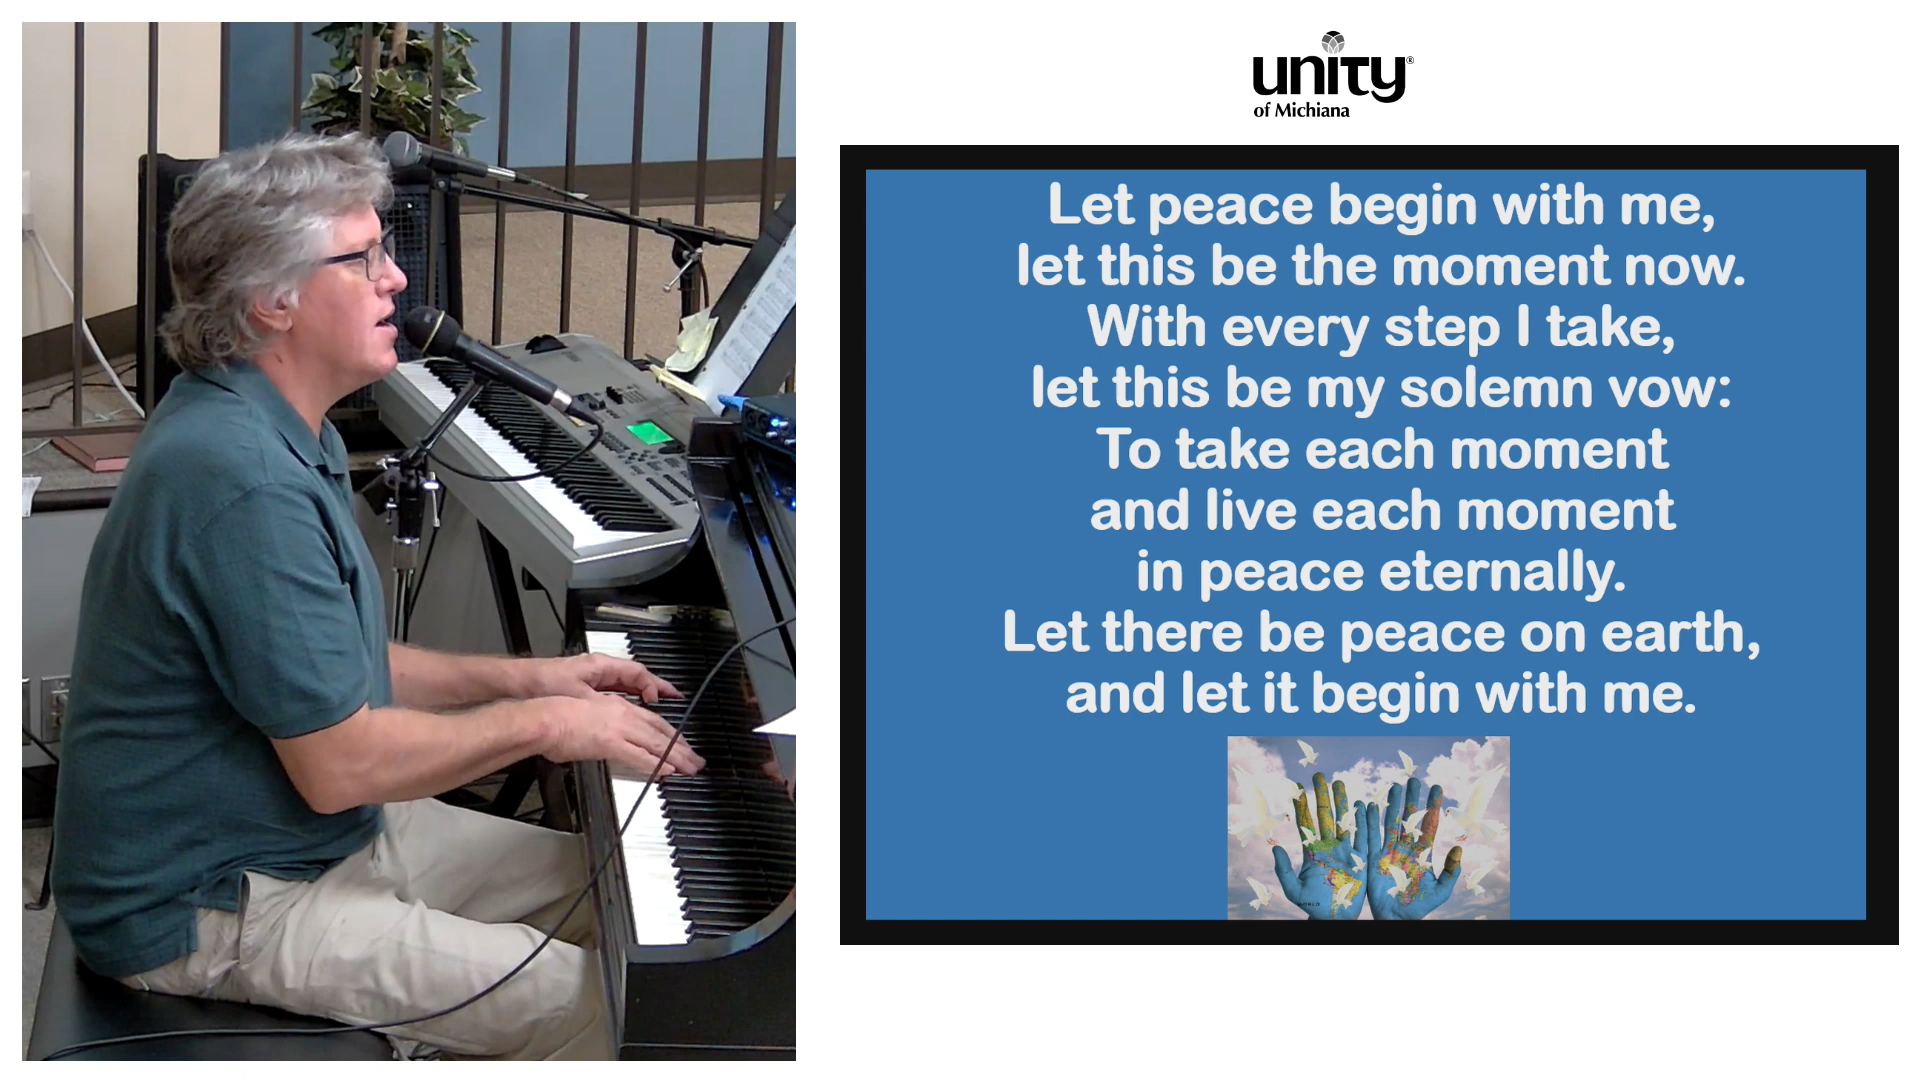 unity®
of Michiana
Let peace begin with me,
let this be the moment now.
With every step I take,
let this be my solemn vow:
To take each moment
and live each moment
in peace eternally.
Let there be peace on earth,
and let it begin with me.
WORLD